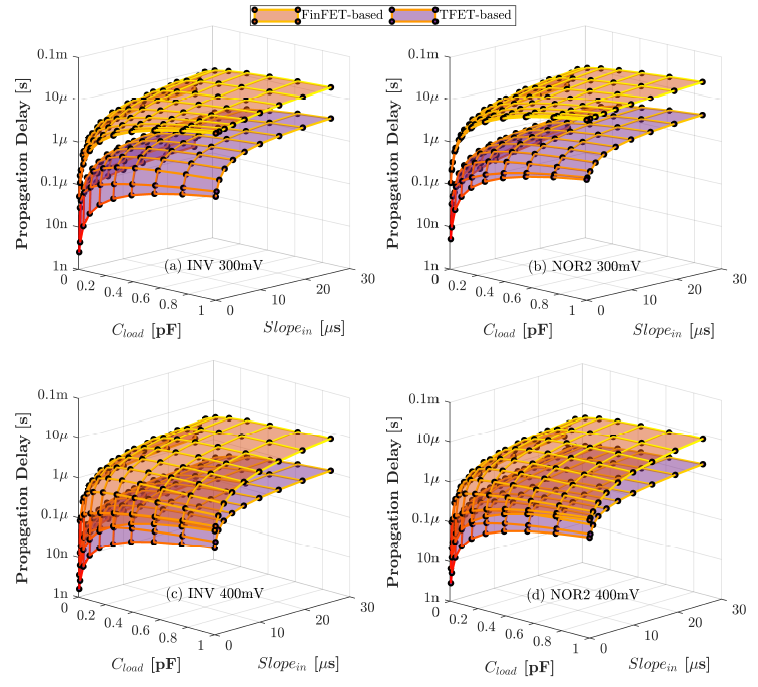 FinFET-based TFET-based
Propagation Delay [s]
0.1m
10μ
1μ
0.1μ
10n
1n
0
0.2
0.4
0.6
0.8
1
C_load [pF]
0
10
20
30
Slope_in [μs]
(a) INV 300mV
Propagation Delay [s]
0.1m
10μ
1μ
0.1μ
10n
1n
0
0.2
0.4
0.6
0.8
1
C_load [pF]
0
10
20
30
Slope_in [μs]
(b) NOR2 300mV
Propagation Delay [s]
0.1m
10μ
1μ
0.1μ
10n
1n
0
0.2
0.4
0.6
0.8
1
C_load [pF]
0
10
20
30
Slope_in [μs]
(c) INV 400mV
Propagation Delay [s]
0.1m
10μ
1μ
0.1μ
10n
1n
0
0.2
0.4
0.6
0.8
1
C_load [pF]
0
10
20
30
Slope_in [μs]
(d) NOR2 400mV